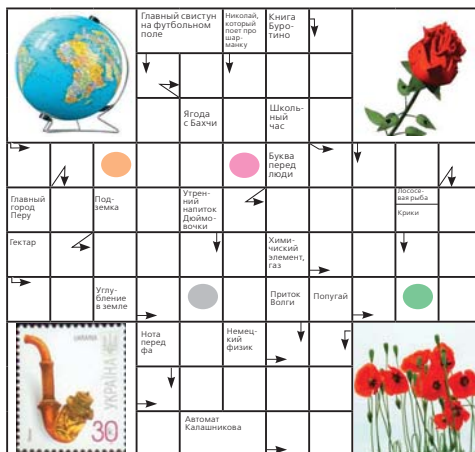 Главный свистун
на футбольном
поле
Николай,
который
поет про
шар-
манку
Книга
Буро-
тино
Ягода
с Бахчи
Школь-
ный
час
Буква
перед
люди
Главный
город
Перу
Под-
земка
Утрен-
ний
напиток
Дюймо-
вочки
Лососе-
вая рыба
Крики
Гектар
Хими-
чиский
элемент,
газ
Углу-
бление
в земле
Приток
Волги
Попугай
Нота
перед
фа
Немец-
кий
физик
Автомат
Калашникова
УКРАЇНА
30